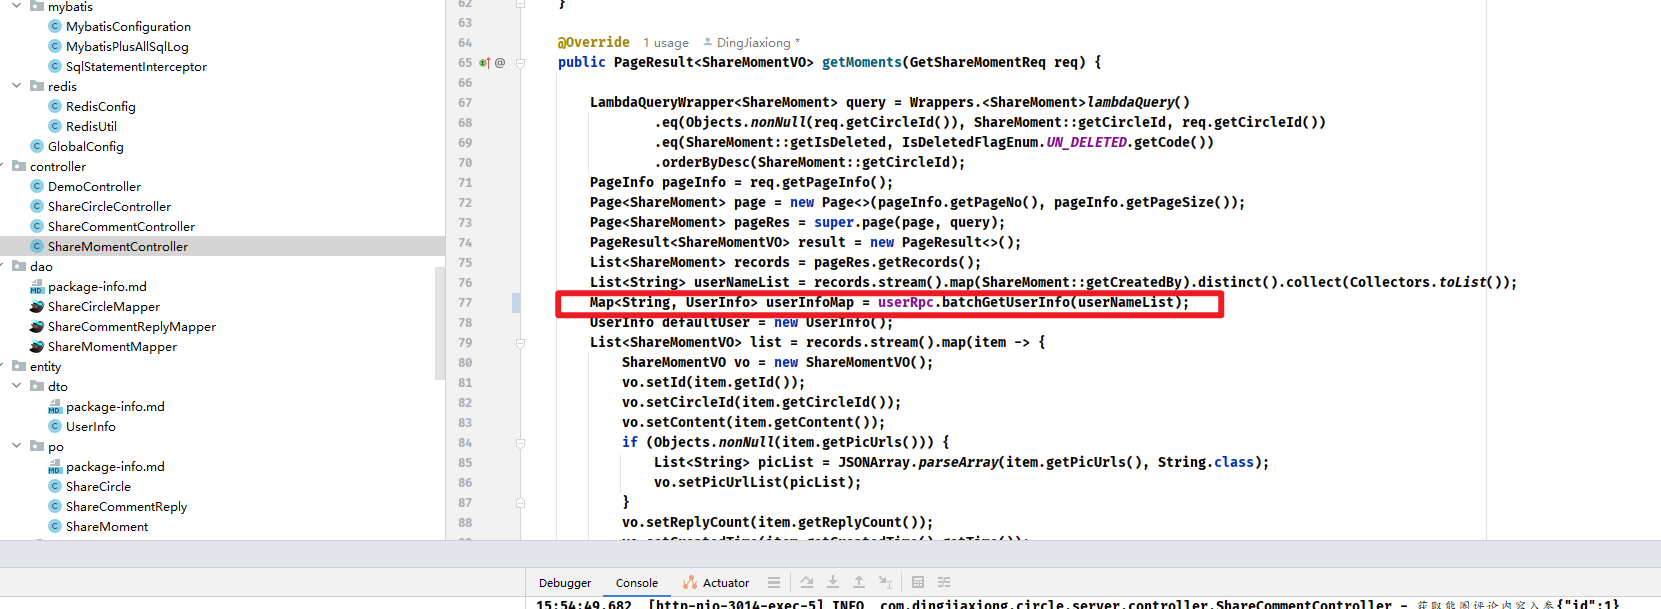 mybatis
MybatisConfiguration
MybatisPlusAllSqlLog
SqlStatementInterceptor
redis
RedisConfig
RedisUtil
GlobalConfig
controller
DemoController
ShareCircleController
ShareCommentController
ShareMomentController
dao
package-info.md
ShareCircleMapper
ShareCommentReplyMapper
ShareMomentMapper
entity
dto
package-info.md
UserInfo
po
package-info.md
ShareCircle
ShareCommentReply
ShareMoment
62 }
63
64 @Override 1 usage DingJiaxiong *
65 public PageResult<ShareMomentVO> getMoments(GetShareMomentReq req) {
66
67 LambdaQueryWrapper<ShareMoment> query = Wrappers.<ShareMoment>lambdaQuery()
68 .eq(Objects.nonNull(req.getCircleId()), ShareMoment::getCircleId, req.getCircleId())
69 .eq(ShareMoment::getIsDeleted, IsDeletedFlagEnum.UN_DELETED.getCode())
70 .orderByDesc(ShareMoment::getCircleId);
71 PageInfo pageInfo = req.getPageInfo();
72 Page<ShareMoment> page = new Page<>(pageInfo.getPageNo(), pageInfo.getPageSize());
73 Page<ShareMoment> pageRes = super.page(page, query);
74 PageResult<ShareMomentVO> result = new PageResult<>();
75 List<ShareMoment> records = pageRes.getRecords();
76 List<String> userNameList = records.stream().map(ShareMoment::getCreatedBy).distinct().collect(Collectors.toList());
77 Map<String, UserInfo> userInfoMap = userRpc.batchGetUserInfo(userNameList);
78 UserInfo defaultUser = new UserInfo();
79 List<ShareMomentVO> list = records.stream().map(item -> {
80 ShareMomentVO vo = new ShareMomentVO();
81 vo.setId(item.getId());
82 vo.setCircleId(item.getCircleId());
83 vo.setContent(item.getContent());
84 if (Objects.nonNull(item.getPicUrls())) {
85 List<String> picList = JSONArray.parseArray(item.getPicUrls(), String.class);
86 vo.setPicUrlList(picList);
87 }
88 vo.setReplyCount(item.getReplyCount());
vo.setCreatedTime(item.getCreatedTime().getTime());
Debugger Console Actuator
15:54:49.682 [http-nio-3014-exec-5] INFO com.dingjiaxiong.circle.server.controller.ShareCommentController - 获取熊圈评论内容入参{"id":1}